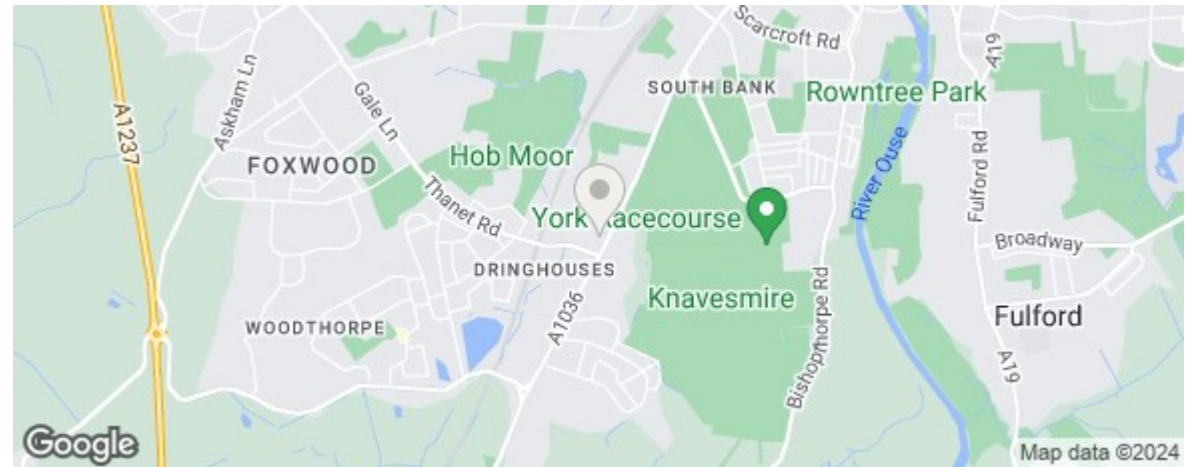 Scarcroft Rd
A19
Askham Ln
SOUTH BANK
Rowntree Park
A1237
Gale Ln
FOXWOOD
Hob Moor
River Ouse
Fulford Rd
Thanet Rd
York Racecourse
Broadway
DRINGHOUSES
Knavesmire
A1036
Bishopthorpe Rd
Fulford
WOODTHORPE
A19
Google
Map data ©2024